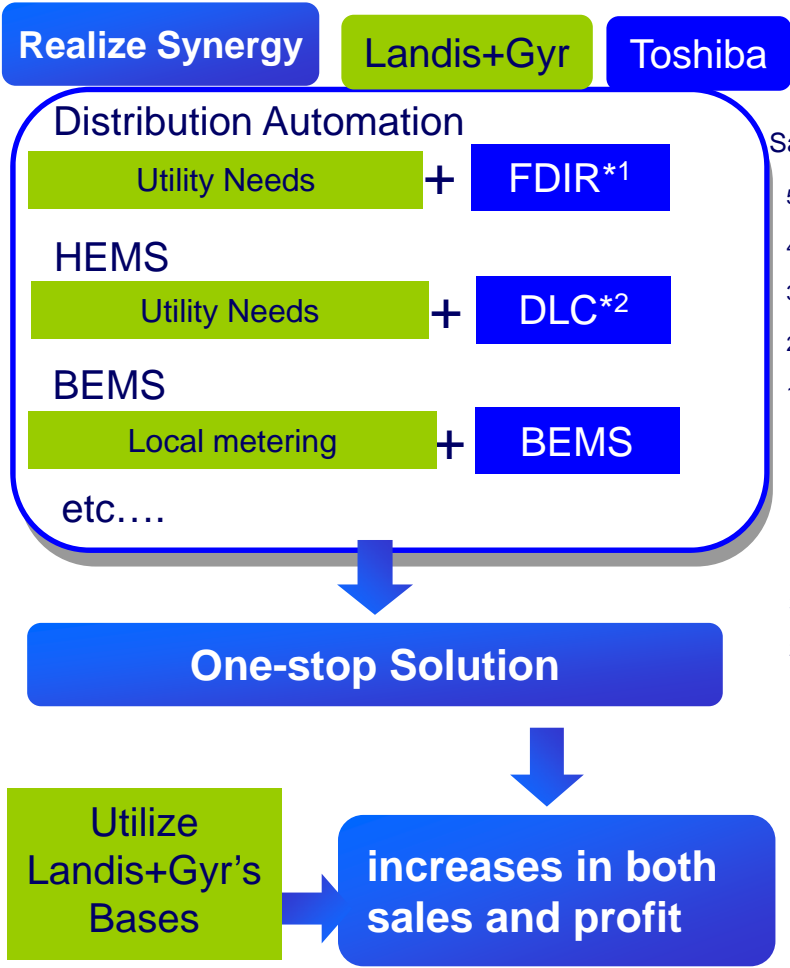 Realize Synergy
Landis+Gyr
Toshiba
Distribution Automation
Utility Needs + FDIR*1
HEMS
Utility Needs + DLC*2
BEMS
Local metering + BEMS
etc….
One-stop Solution
Utilize
Landis+Gyr's
Bases
increases in both
sales and profit